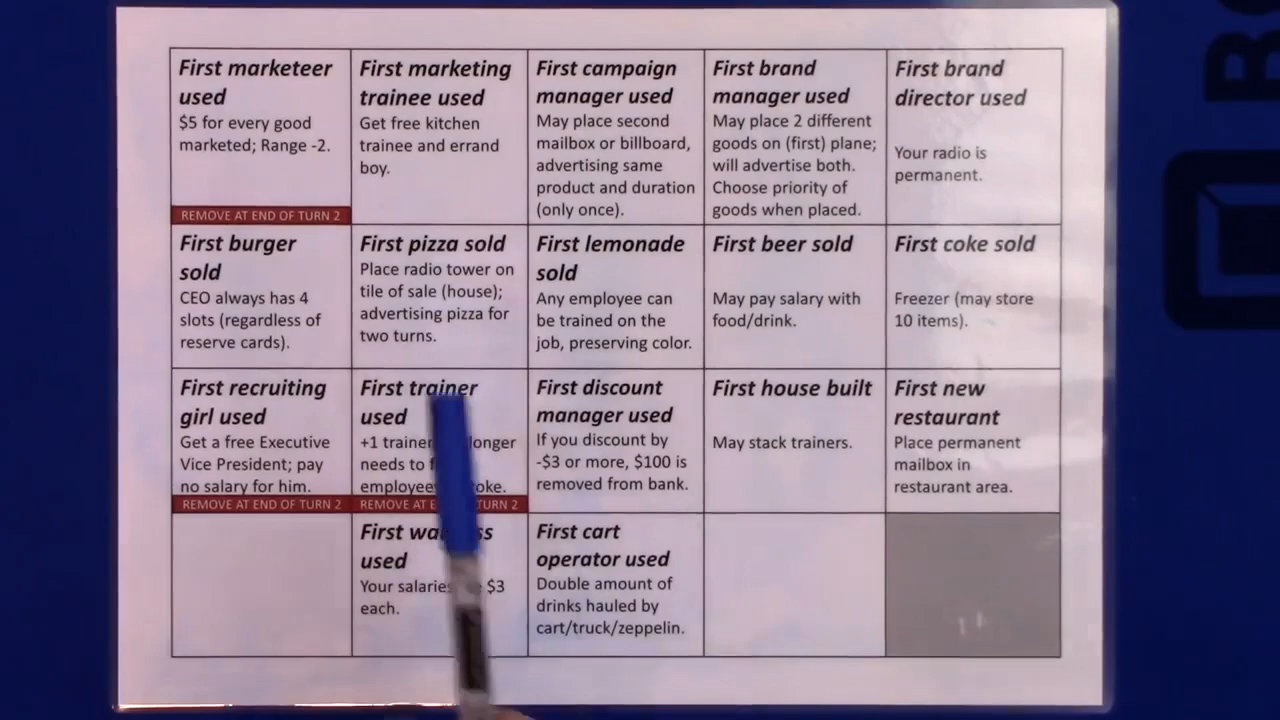 First marketeer
used
$5 for every good
marketed; Range -2.
REMOVE AT END OF TURN 2
First marketing
trainee used
Get free kitchen
trainee and errand
boy.
First campaign
manager used
May place second
mailbox or billboard,
advertising same
product and duration
(only once).
First brand
manager used
May place 2 different
goods on (first) plane;
will advertise both.
Choose priority of
goods when placed.
First brand
director used
Your radio is
permanent.
First burger
sold
CEO always has 4
slots (regardless of
reserve cards).
First pizza sold
Place radio tower on
tile of sale (house);
advertising pizza for
two turns.
First lemonade
sold
Any employee can
be trained on the
job, preserving color.
First beer sold
May pay salary with
food/drink.
First coke sold
Freezer (may store
10 items).
First recruiting
girl used
Get a free Executive
Vice President; pay
no salary for him.
REMOVE AT END OF TURN 2
First trainer
used
+1 trainer longer
needs to
employee
REMOVE AT TURN 2
First discount
manager used
If you discount by
-$3 or more, $100 is
removed from bank.
First house built
May stack trainers.
First new
restaurant
Place permanent
mailbox in
restaurant area.
First
used
Your salaries $3
each.
First cart
operator used
Double amount of
drinks hauled by
cart/truck/zeppelin.